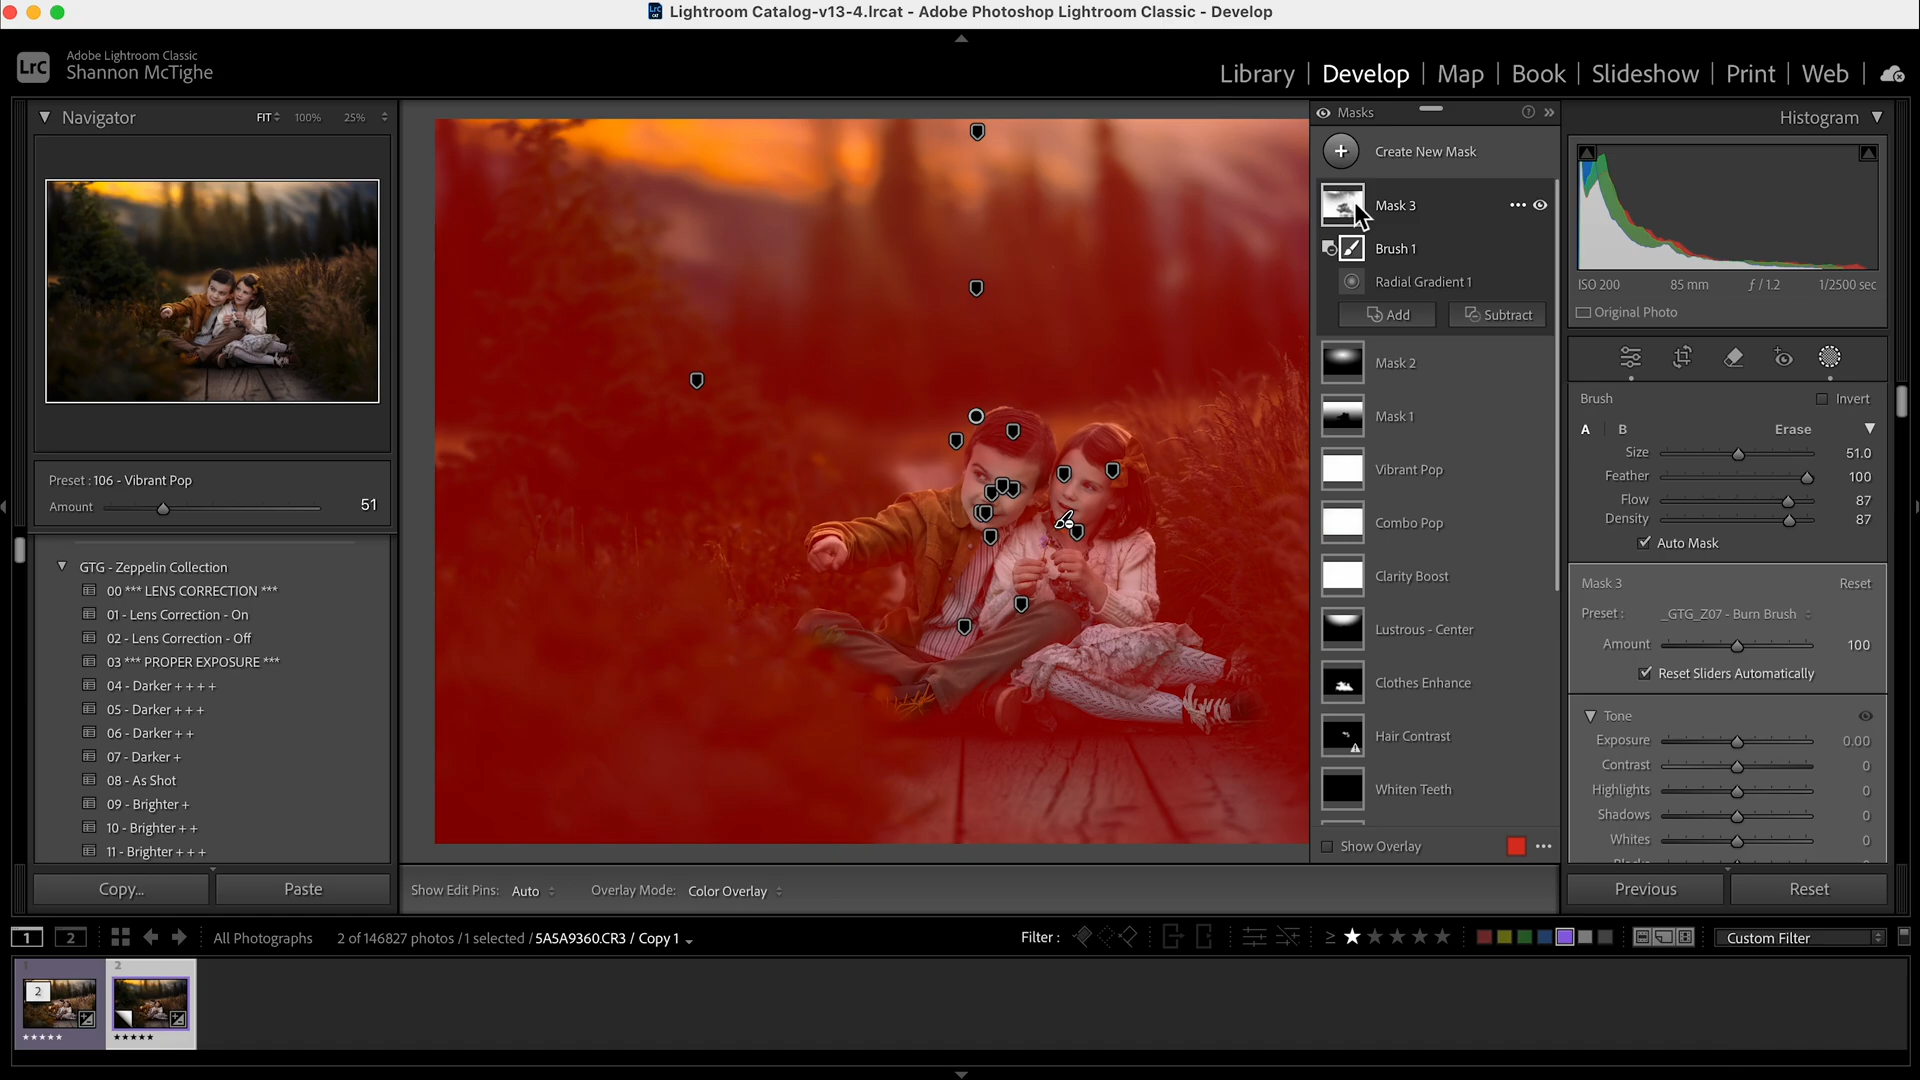 Lightroom Catalog-v13-4.lrcat - Adobe Photoshop Lightroom Classic - Develop
LrC
Adobe Lightroom Classic
Shannon McTighe
Library | Develop | Map | Book | Slideshow | Print | Web
Navigator
FIT 100% 25%
Preset : 106 - Vibrant Pop
Amount 51
GTG - Zeppelin Collection
00 *** LENS CORRECTION ***
01 - Lens Correction - On
02 - Lens Correction - Off
03 *** PROPER EXPOSURE ***
04 - Darker + + + +
05 - Darker + + +
06 - Darker + +
07 - Darker +
08 - As Shot
09 - Brighter +
10 - Brighter + +
11 - Brighter + + +
Copy... Paste
Masks
Create New Mask
Mask 3
Brush 1
Radial Gradient 1
Add Subtract
Mask 2
Mask 1
Vibrant Pop
Combo Pop
Clarity Boost
Lustrous - Center
Clothes Enhance
Hair Contrast
Whiten Teeth
Show Overlay
Histogram
ISO 200 85 mm ƒ / 1.2 1/2500 sec
Original Photo
Brush Invert
A B Erase
Size 51.0
Feather 100
Flow 87
Density 87
Auto Mask
Mask 3 Reset
Preset : _GTG_Z07 - Burn Brush
Amount 100
Reset Sliders Automatically
Tone
Exposure 0.00
Contrast 0
Highlights 0
Shadows 0
Whites 0
Show Edit Pins: Auto Overlay Mode: Color Overlay
Previous Reset
1 2 All Photographs 2 of 146827 photos / 1 selected / 5A5A9360.CR3 / Copy 1
Filter : ≥ Custom Filter
2
2